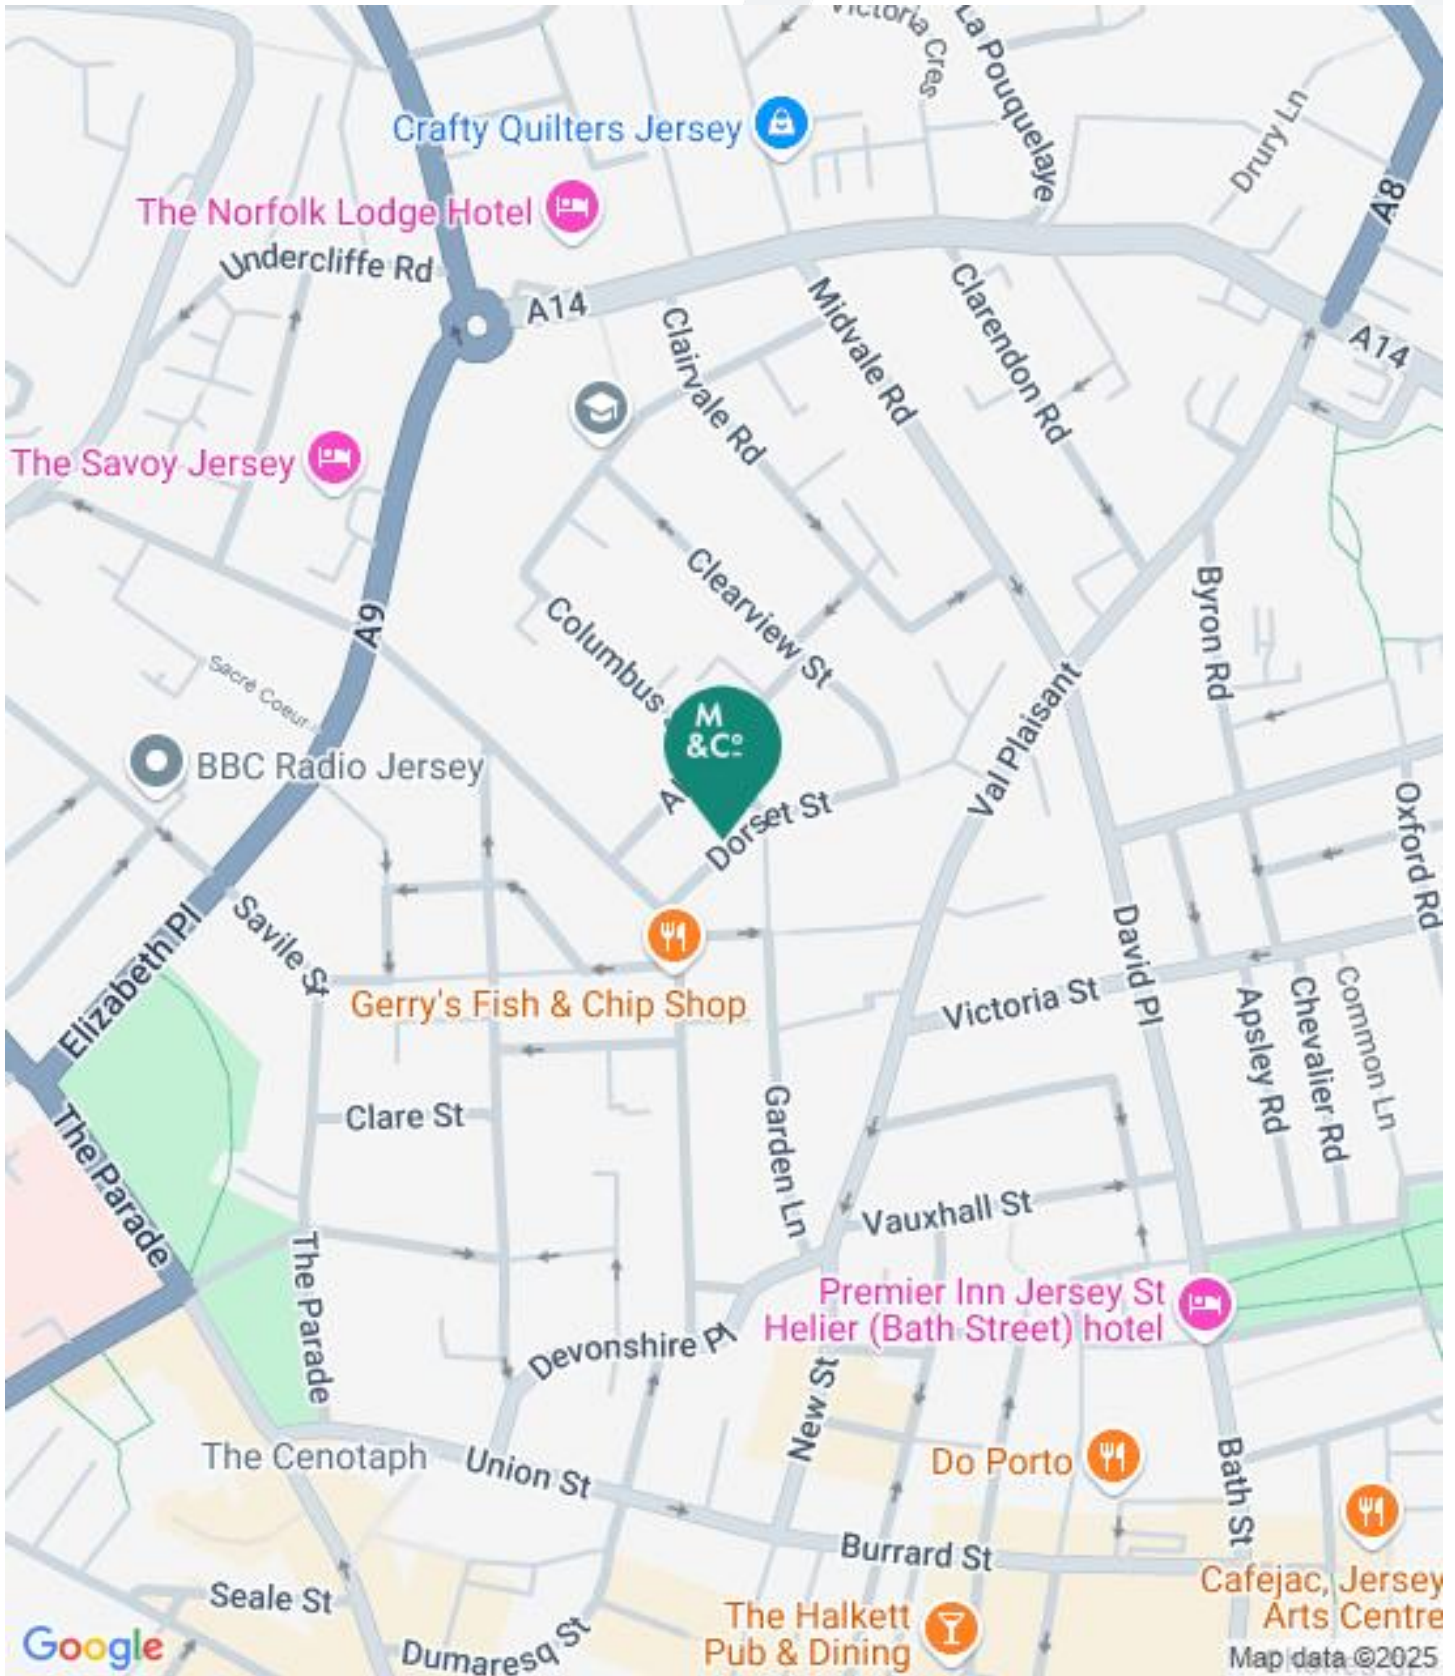 Victoria Cres
La Pouquelaye
Crafty Quilters Jersey
Drury Ln
A8
The Norfolk Lodge Hotel
Undercliffe Rd
A14
Clairvale Rd
Midvale Rd
Clarendon Rd
A14
The Savoy Jersey
A9
Clearview St
Columbus
Byron Rd
Sacré Coeur
M
&Cº
BBC Radio Jersey
Val Plaisant
Dorset St
Oxford Rd
Elizabeth Pl
Savile St
David Pl
Gerry's Fish & Chip Shop
Victoria St
Apsley Rd
Chevalier Rd
Common Ln
Clare St
Garden Ln
The Parade
Vauxhall St
The Parade
Premier Inn Jersey St
Helier (Bath Street) hotel
Devonshire Pl
New St
The Cenotaph
Union St
Do Porto
Bath St
Burrard St
Seale St
Cafejac, Jersey
Arts Centre
The Halkett
Pub & Dining
Dumaresq St
Google
Map data ©2025